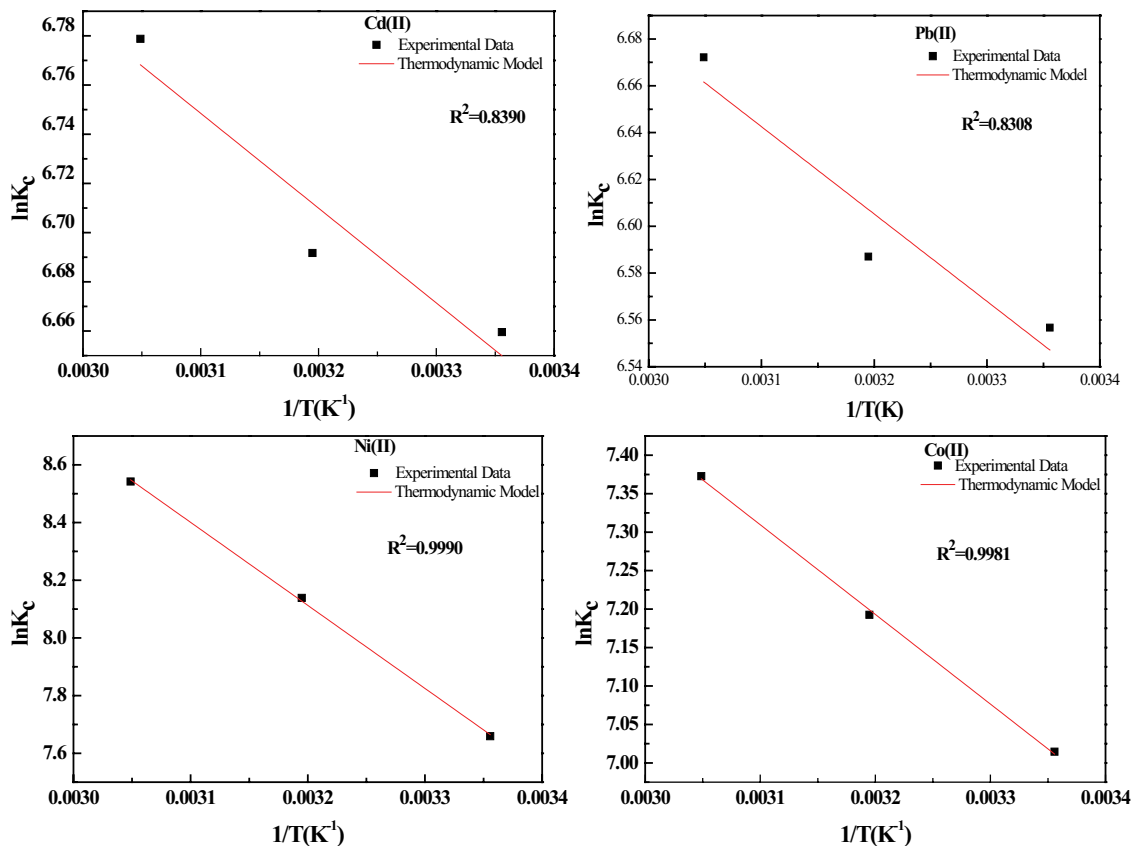 Cd(II)
Experimental Data
Thermodynamic Model
R²=0.8390
6.78
6.76
6.74
6.72
6.70
6.68
6.66
lnKc
0.0030 0.0031 0.0032 0.0033 0.0034
1/T(K⁻¹)
Pb(II)
Experimental Data
Thermodynamic Model
R²=0.8308
6.68
6.66
6.64
6.62
6.60
6.58
6.56
6.54
lnKc
0.0030 0.0031 0.0032 0.0033 0.0034
1/T(K)
Ni(II)
Experimental Data
Thermodynamic Model
R²=0.9990
8.6
8.4
8.2
8.0
7.8
7.6
lnKc
0.0030 0.0031 0.0032 0.0033 0.0034
1/T(K⁻¹)
Co(II)
Experimental Data
Thermodynamic Model
R²=0.9981
7.40
7.35
7.30
7.25
7.20
7.15
7.10
7.05
7.00
lnKc
0.0030 0.0031 0.0032 0.0033 0.0034
1/T(K⁻¹)